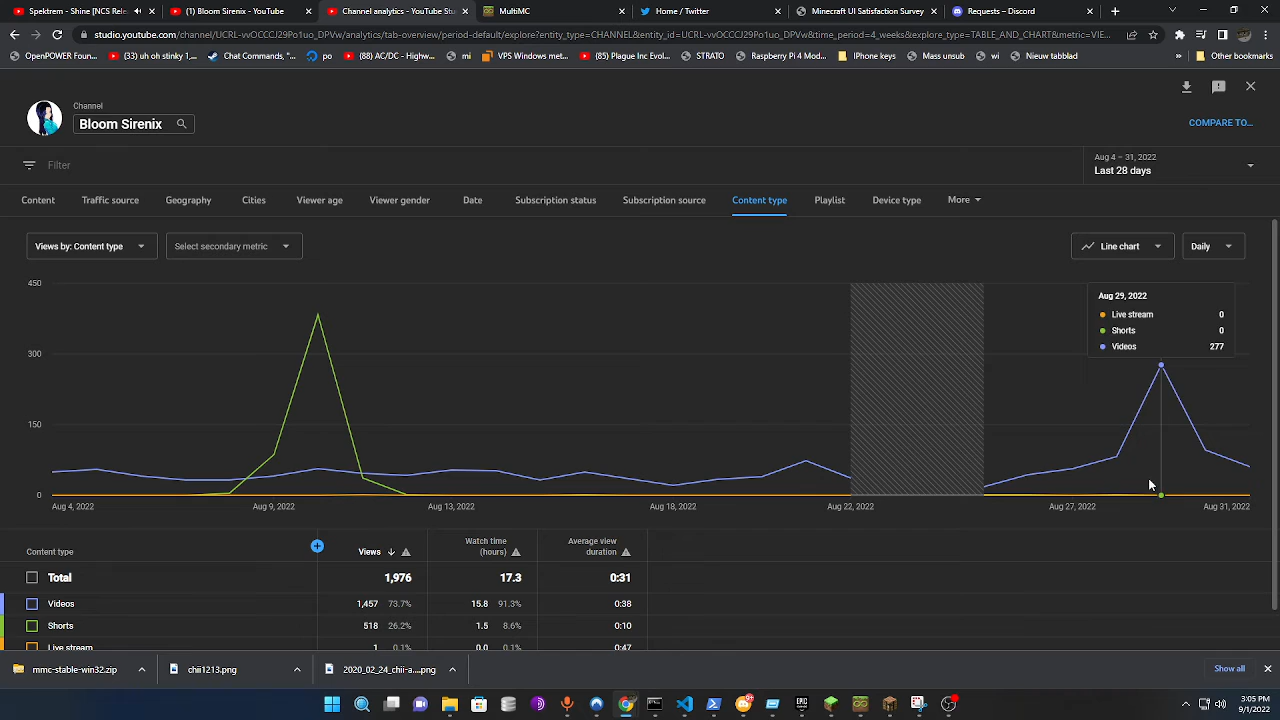 Spektrem - Shine [NCS Releas
(1) Bloom Sirenix - YouTube
Channel analytics - YouTube Stu
MultiMC
Home / Twitter
Minecraft UI Satisfaction Survey
Requests – Discord
studio.youtube.com/channel/UCRL-vvOCCCJ29Po1uo_DPVw/analytics/tab-overview/period-default/explore?entity_type=CHANNEL&entity_id=UCRL-vvOCCCJ29Po1uo_DPVw&time_period=4_weeks&explore_type=TABLE_AND_CHART&metric=VIE...
OpenPOWER Foun...
(33) uh oh stinky 1...
Chat Commands, "...
po
(88) AC/DC - Highw...
mi
VPS Windows met...
(85) Plague Inc Evol...
STRATO
Raspberry Pi 4 Mod...
IPhone keys
Mass unsub
wi
Nieuw tabblad
Other bookmarks
Channel
Bloom Sirenix
COMPARE TO...
Filter
Aug 4 – 31, 2022
Last 28 days
Content Traffic source Geography Cities Viewer age Viewer gender Date Subscription status Subscription source Content type Playlist Device type More
Views by: Content type
Select secondary metric
Line chart
Daily
450
300
150
0
Aug 29, 2022
Live stream 0
Shorts 0
Videos 277
Aug 4, 2022 Aug 9, 2022 Aug 13, 2022 Aug 18, 2022 Aug 22, 2022 Aug 27, 2022 Aug 31, 2022
Content type
Views
Watch time
(hours)
Average view
duration
Total 1,976 17.3 0:31
Videos 1,457 73.7% 15.8 91.3% 0:38
Shorts 518 26.2% 1.5 8.6% 0:10
Live stream 1 0.1% 0.0 0.1% 0:47
mmc-stable-win32.zip
chii1213.png
2020_02_24_chii-a....png
Show all
3:05 PM
9/1/2022